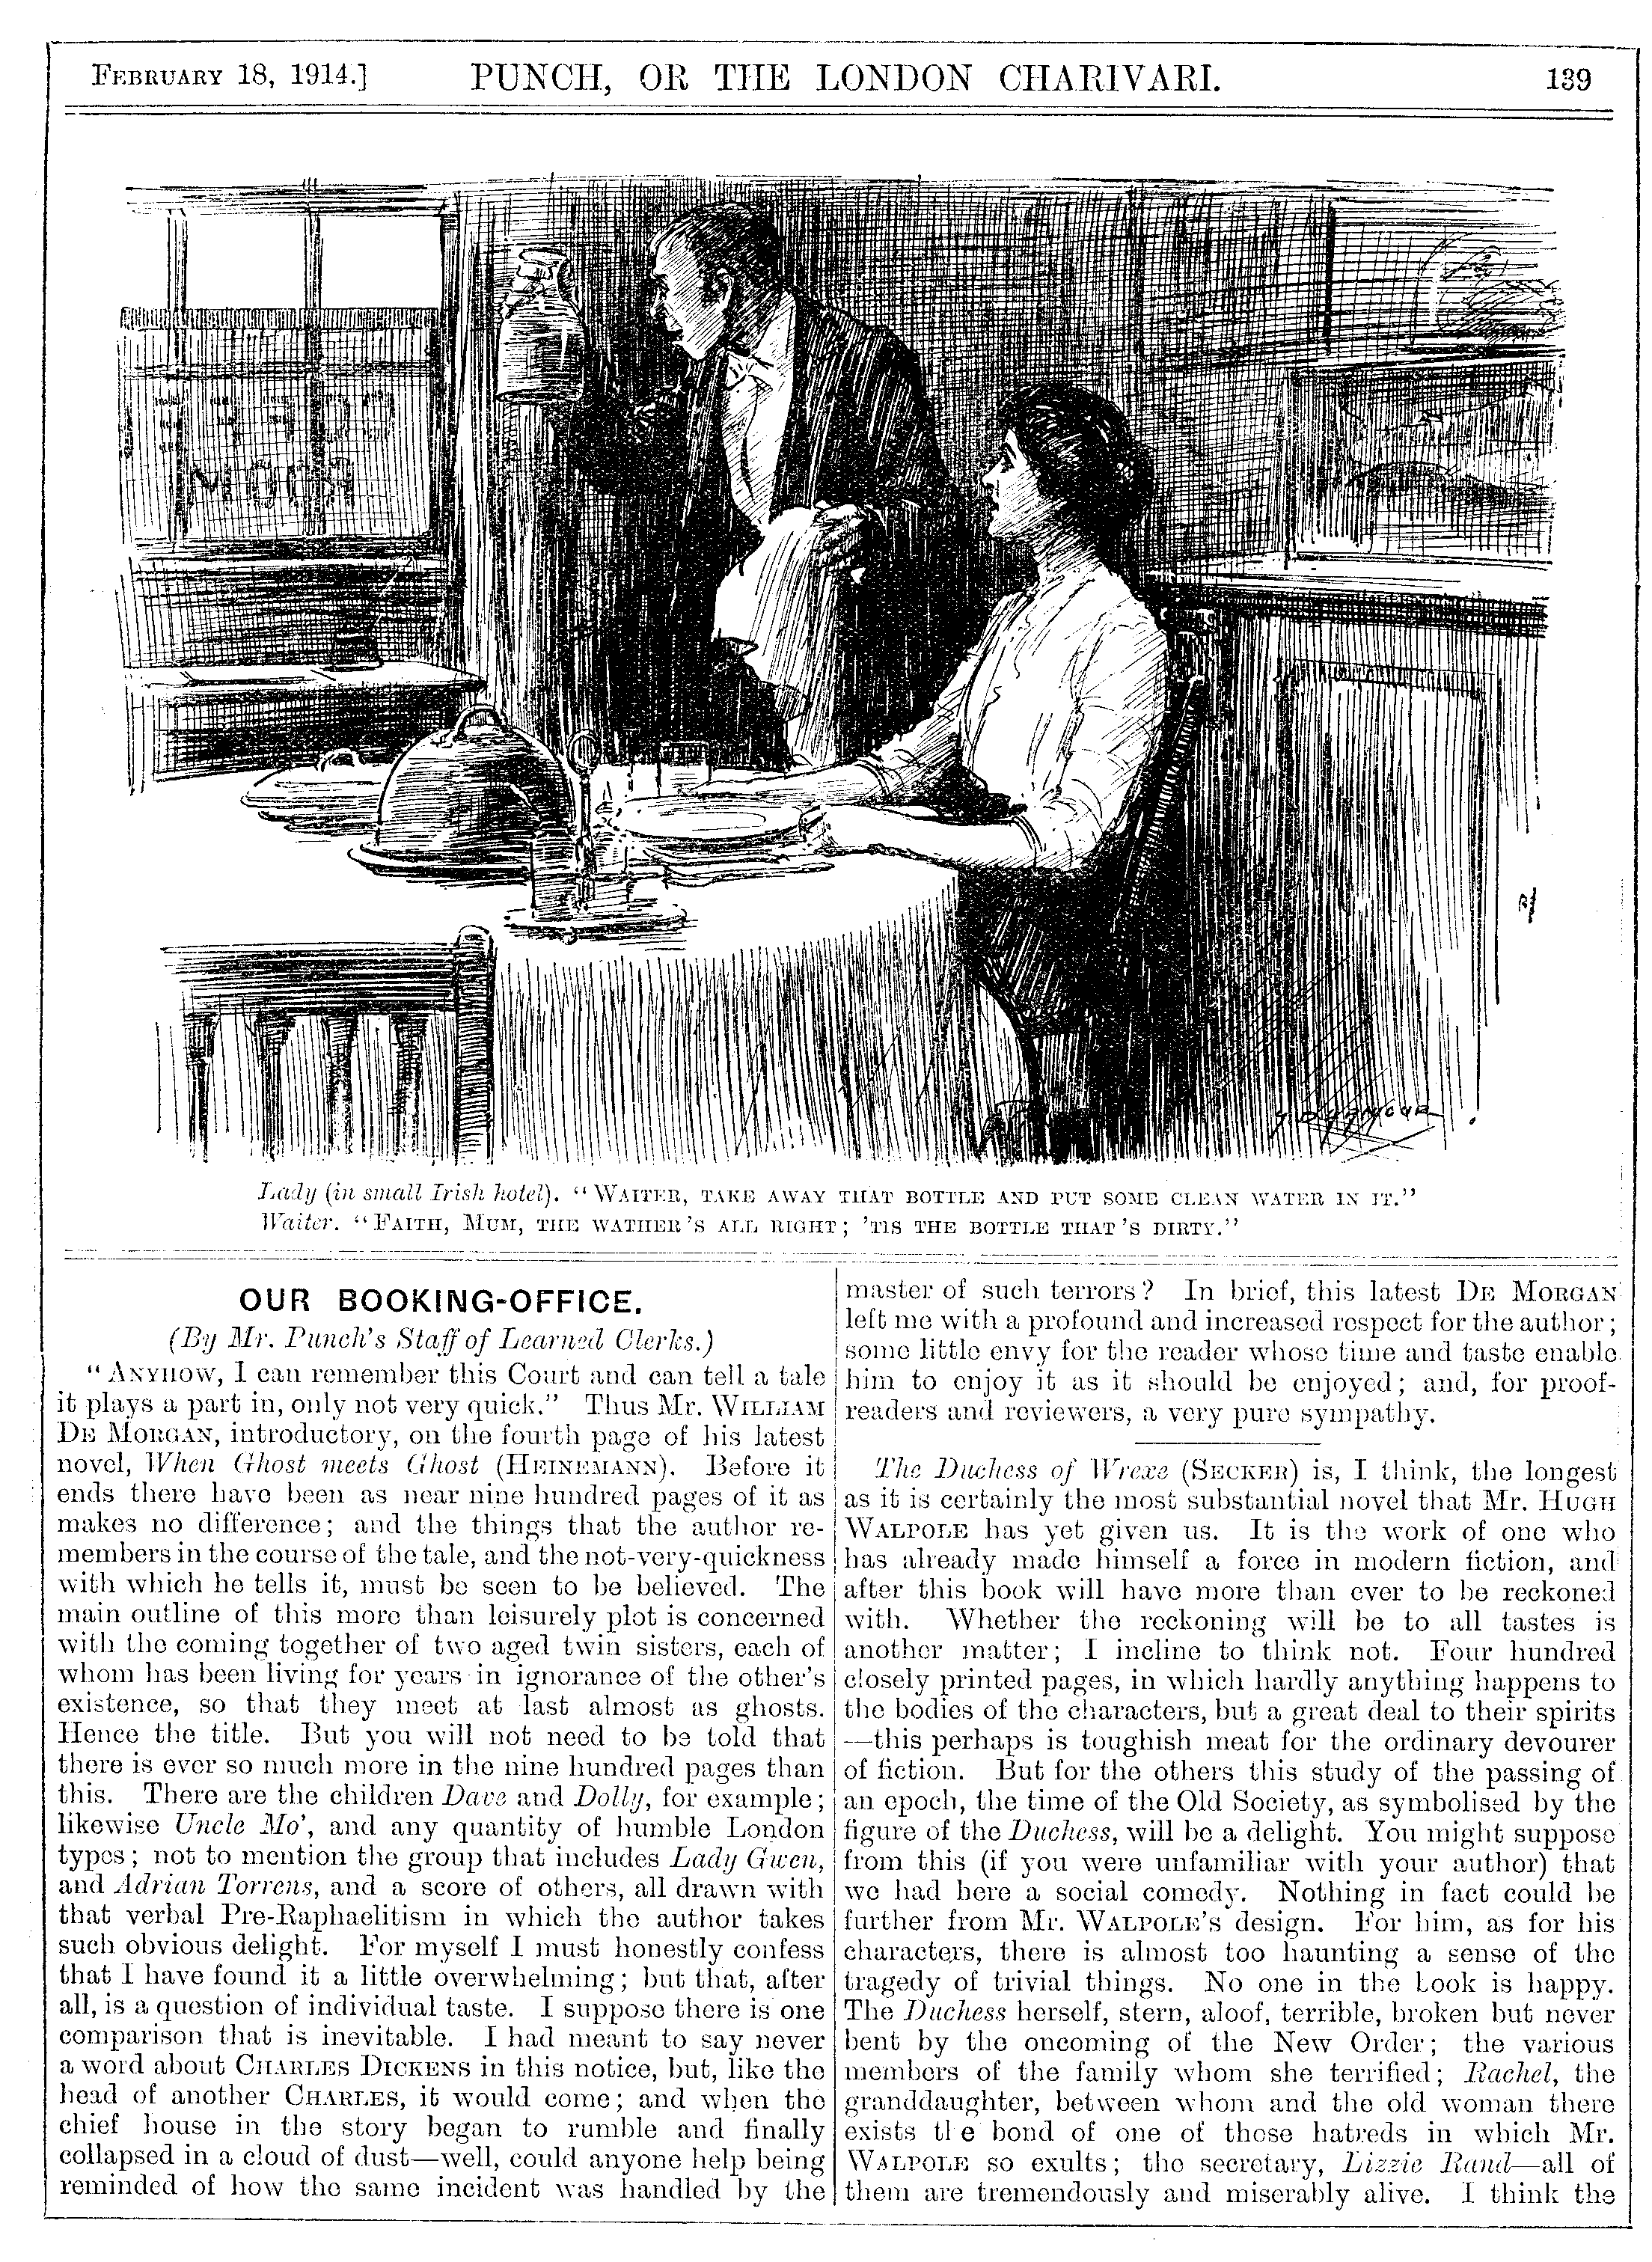 FEBRUARY 18, 1914.]
PUNCH, OR THE LONDON CHARIVARI.
139
Lady (in small Irish hotel). "WAITER, TAKE AWAY THAT BOTTLE AND PUT SOME CLEAN WATER IN IT."
Waiter. "FAITH, MUM, THE WATHER'S ALL RIGHT; 'TIS THE BOTTLE THAT'S DIRTY."
OUR BOOKING-OFFICE.
(By Mr. Punch's Staff of Learned Clerks.)
"ANYHOW, I can remember this Court and can tell a tale
it plays a part in, only not very quick." Thus Mr. WILLIAM
DE MORGAN, introductory, on the fourth page of his latest
novel, When Ghost meets Ghost (HEINEMANN). Before it
ends there have been as near nine hundred pages of it as
makes no difference; and the things that the author re-
members in the course of the tale, and the not-very-quickness
with which he tells it, must be seen to be believed. The
main outline of this more than leisurely plot is concerned
with the coming together of two aged twin sisters, each of
whom has been living for years in ignorance of the other's
existence, so that they meet at last almost as ghosts.
Hence the title. But you will not need to be told that
there is ever so much more in the nine hundred pages than
this. There are the children Dave and Dolly, for example;
likewise Uncle Mo', and any quantity of humble London
types; not to mention the group that includes Lady Gwen,
and Adrian Torrens, and a score of others, all drawn with
that verbal Pre-Raphaelitism in which the author takes
such obvious delight. For myself I must honestly confess
that I have found it a little overwhelming; but that, after
all, is a question of individual taste. I suppose there is one
comparison that is inevitable. I had meant to say never
a word about CHARLES DICKENS in this notice, but, like the
head of another CHARLES, it would come; and when the
chief house in the story began to rumble and finally
collapsed in a cloud of dust—well, could anyone help being
reminded of how the same incident was handled by the
master of such terrors? In brief, this latest DE MORGAN
left me with a profound and increased respect for the author;
some little envy for the reader whose time and taste enable
him to enjoy it as it should be enjoyed; and, for proof-
readers and reviewers, a very pure sympathy.
The Duchess of Wrexe (SECKER) is, I think, the longest
as it is certainly the most substantial novel that Mr. HUGH
WALPOLE has yet given us. It is the work of one who
has already made himself a force in modern fiction, and
after this book will have more than ever to be reckoned
with. Whether the reckoning will be to all tastes is
another matter; I incline to think not. Four hundred
closely printed pages, in which hardly anything happens to
the bodies of the characters, but a great deal to their spirits
—this perhaps is toughish meat for the ordinary devourer
of fiction. But for the others this study of the passing of
an epoch, the time of the Old Society, as symbolised by the
figure of the Duchess, will be a delight. You might suppose
from this (if you were unfamiliar with your author) that
we had here a social comedy. Nothing in fact could be
further from Mr. WALPOLE'S design. For him, as for his
characters, there is almost too haunting a sense of the
tragedy of trivial things. No one in the book is happy.
The Duchess herself, stern, aloof, terrible, broken but never
bent by the oncoming of the New Order; the various
members of the family whom she terrified; Rachel, the
granddaughter, between whom and the old woman there
exists the bond of one of those hatreds in which Mr.
WALPOLE so exults; the secretary, Lizzie Rand—all of
them are tremendously and miserably alive. I think the